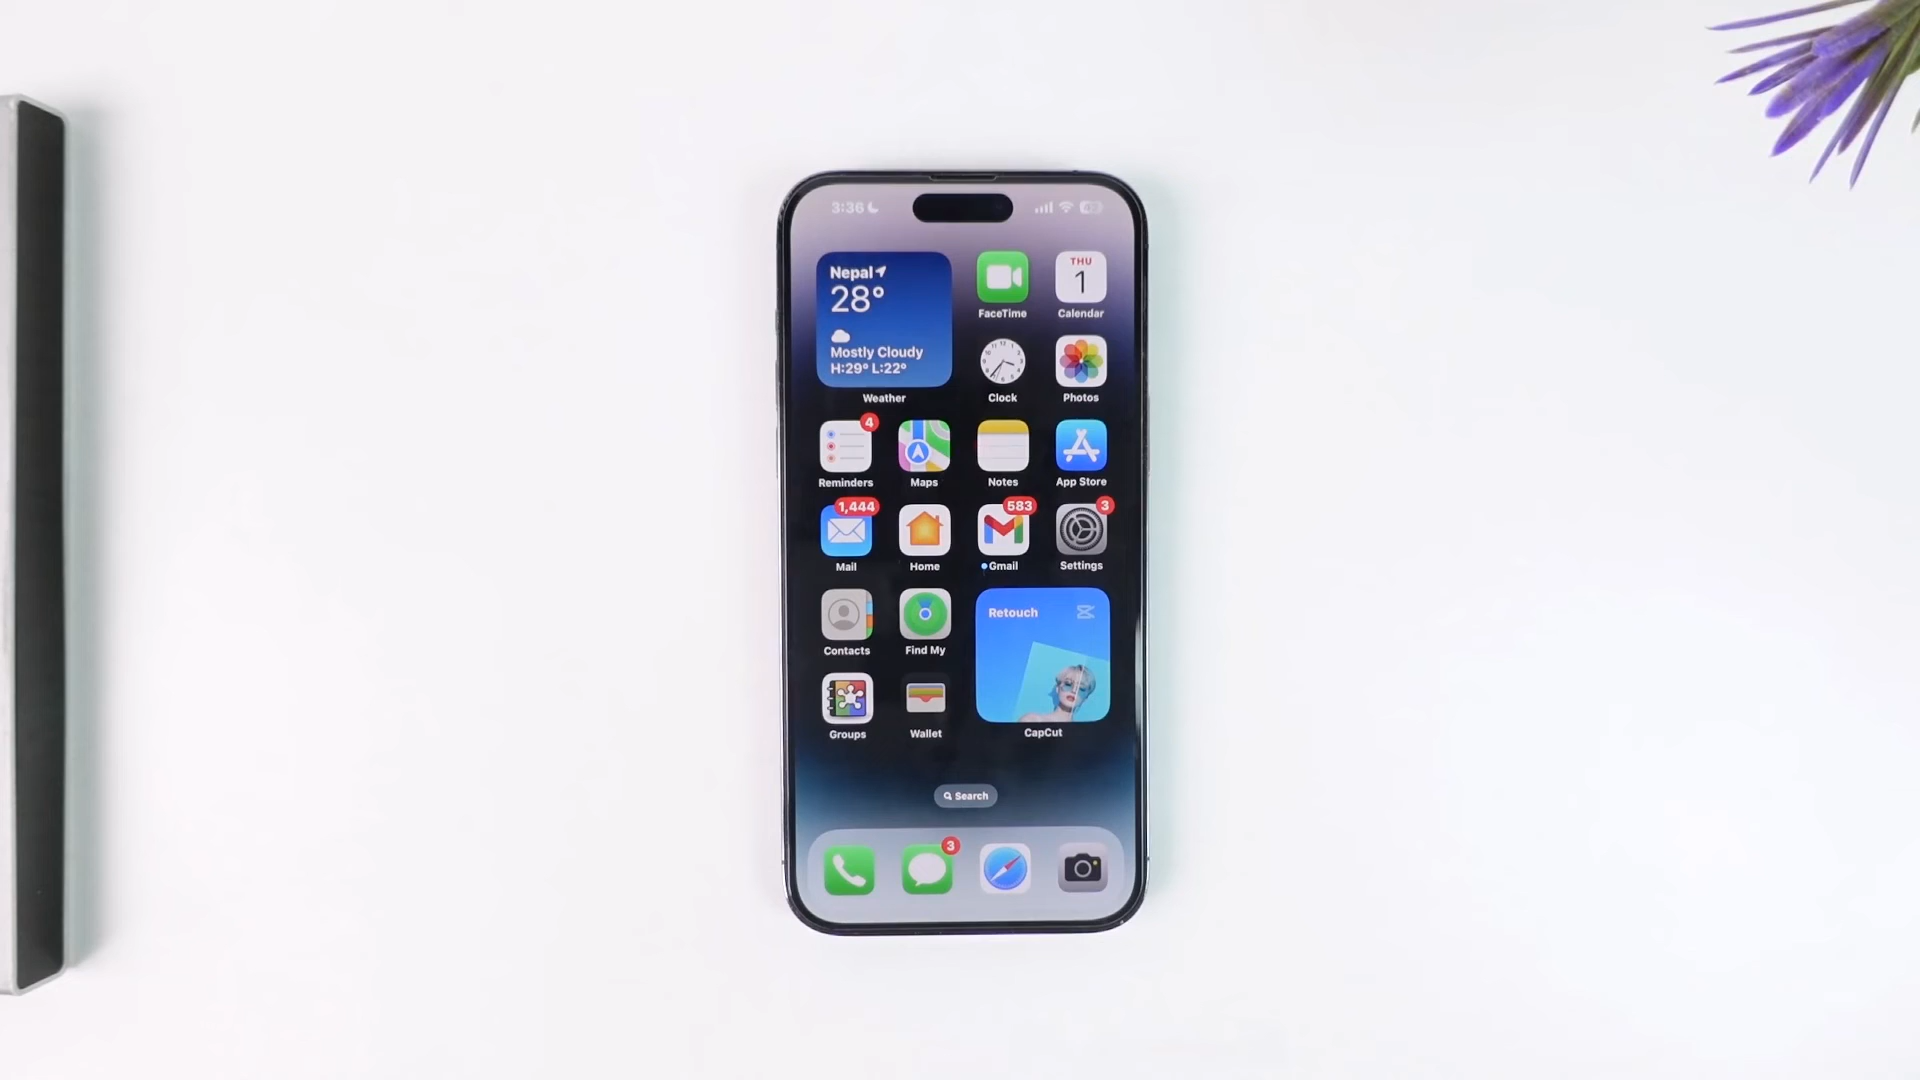 3:36
Nepal
28°
Mostly Cloudy
H:29° L:22°
Weather
FaceTime
THU
1
Calendar
Clock
Photos
4
Reminders
Maps
Notes
App Store
1,444
Mail
Home
583
Gmail
3
Settings
Contacts
Find My
Retouch
Groups
Wallet
CapCut
Search
3